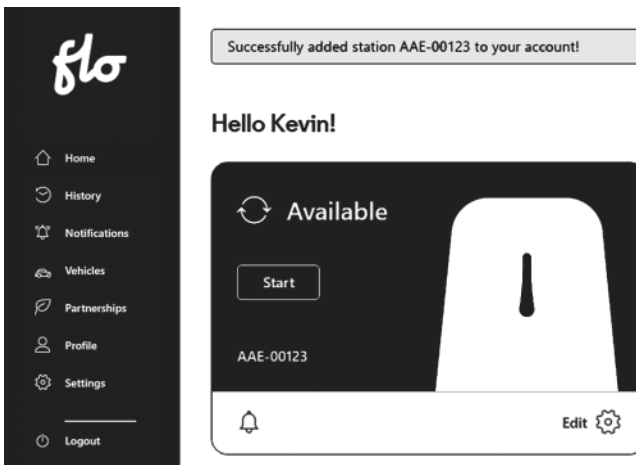 flo
Home
History
Notifications
Vehicles
Partnerships
Profile
Settings
Logout
Successfully added station AAE-00123 to your account!
Hello Kevin!
Available
Start
AAE-00123
Edit